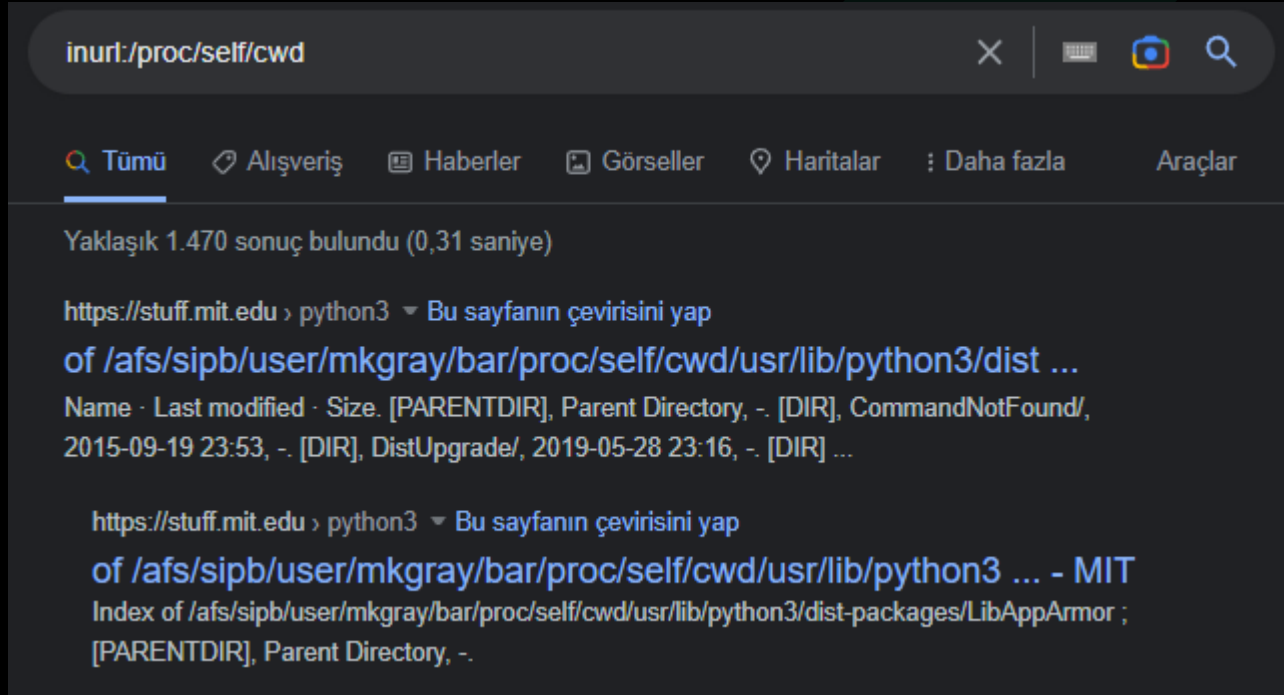 inurl:/proc/self/cwd
Tümü Alışveriş Haberler Görseller Haritalar Daha fazla Araçlar
Yaklaşık 1.470 sonuç bulundu (0,31 saniye)
https://stuff.mit.edu › python3 Bu sayfanın çevirisini yap
of /afs/sipb/user/mkgray/bar/proc/self/cwd/usr/lib/python3/dist ...
Name · Last modified · Size. [PARENTDIR], Parent Directory, -. [DIR], CommandNotFound/,
2015-09-19 23:53, -. [DIR], DistUpgrade/, 2019-05-28 23:16, -. [DIR] ...
https://stuff.mit.edu › python3 Bu sayfanın çevirisini yap
of /afs/sipb/user/mkgray/bar/proc/self/cwd/usr/lib/python3 ... - MIT
Index of /afs/sipb/user/mkgray/bar/proc/self/cwd/usr/lib/python3/dist-packages/LibAppArmor ;
[PARENTDIR], Parent Directory, -.